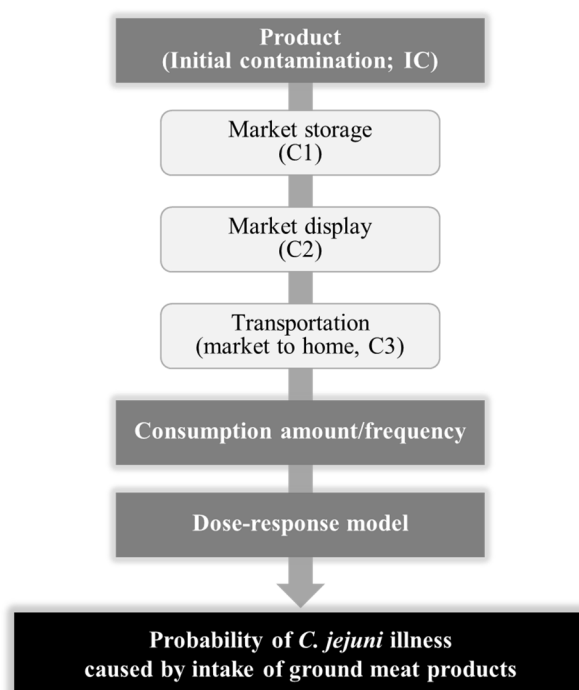 Product
(Initial contamination; IC)
Market storage
(C1)
Market display
(C2)
Transportation
(market to home, C3)
Consumption amount/frequency
Dose-response model
Probability of C. jejuni illness
caused by intake of ground meat products